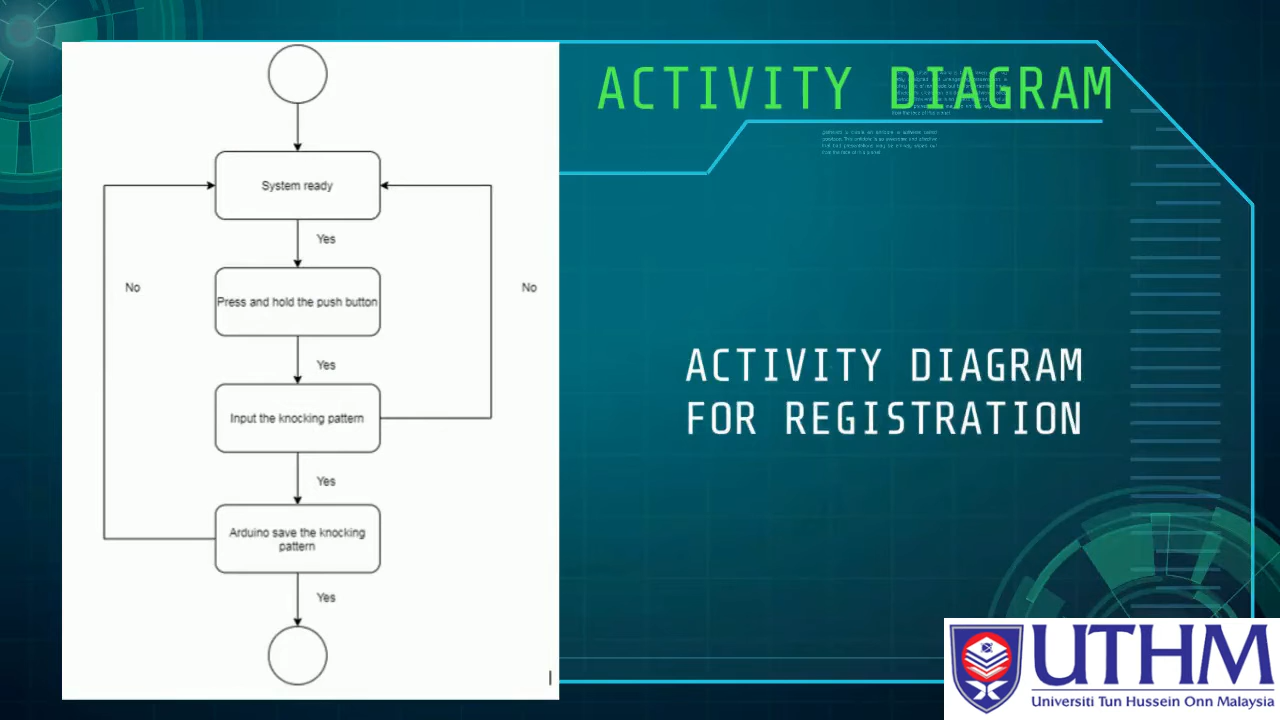 ACTIVITY DIAGRAM
System ready
Yes
No
No
Press and hold the push button
Yes
Input the knocking pattern
Yes
Arduino save the knocking
pattern
Yes
ACTIVITY DIAGRAM
FOR REGISTRATION
UTHM
Universiti Tun Hussein Onn Malaysia